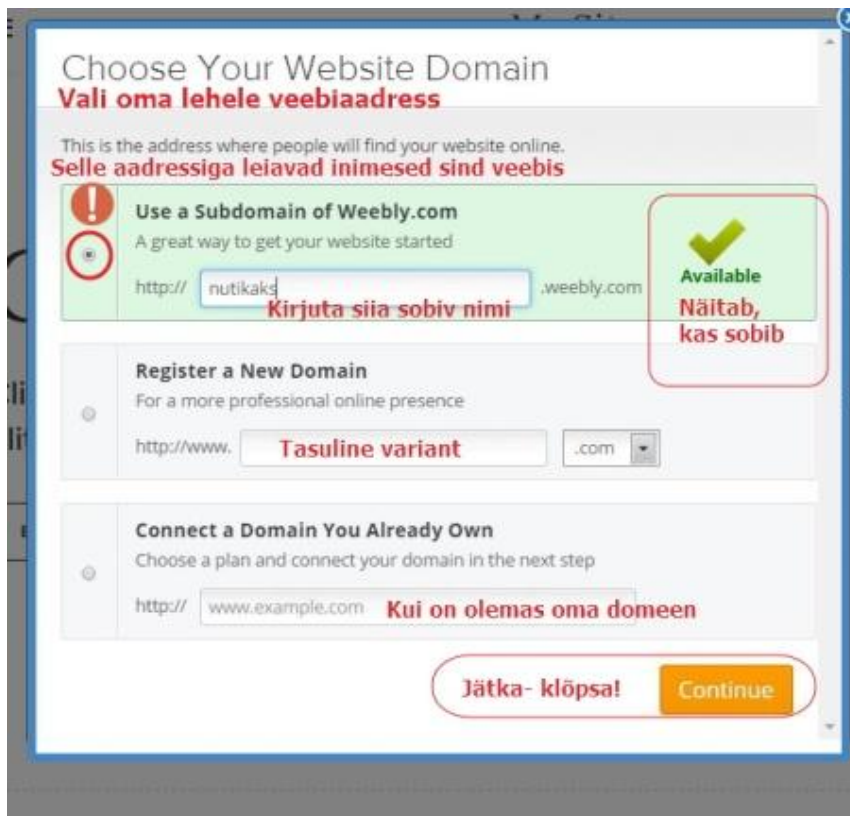 Choose Your Website Domain
Vali oma lehele veebiaadress
This is the address where people will find your website online.
Selle aadressiga leiavad inimesed sind veebis
Use a Subdomain of Weebly.com
A great way to get your website started
http:// nutikaks .weebly.com
Kirjuta siia sobiv nimi
Available
Näitab,
kas sobib
Register a New Domain
For a more professional online presence
http://www. Tasuline variant .com
Connect a Domain You Already Own
Choose a plan and connect your domain in the next step
http:// www.example.com Kui on olemas oma domeen
Jätka- klõpsa! Continue